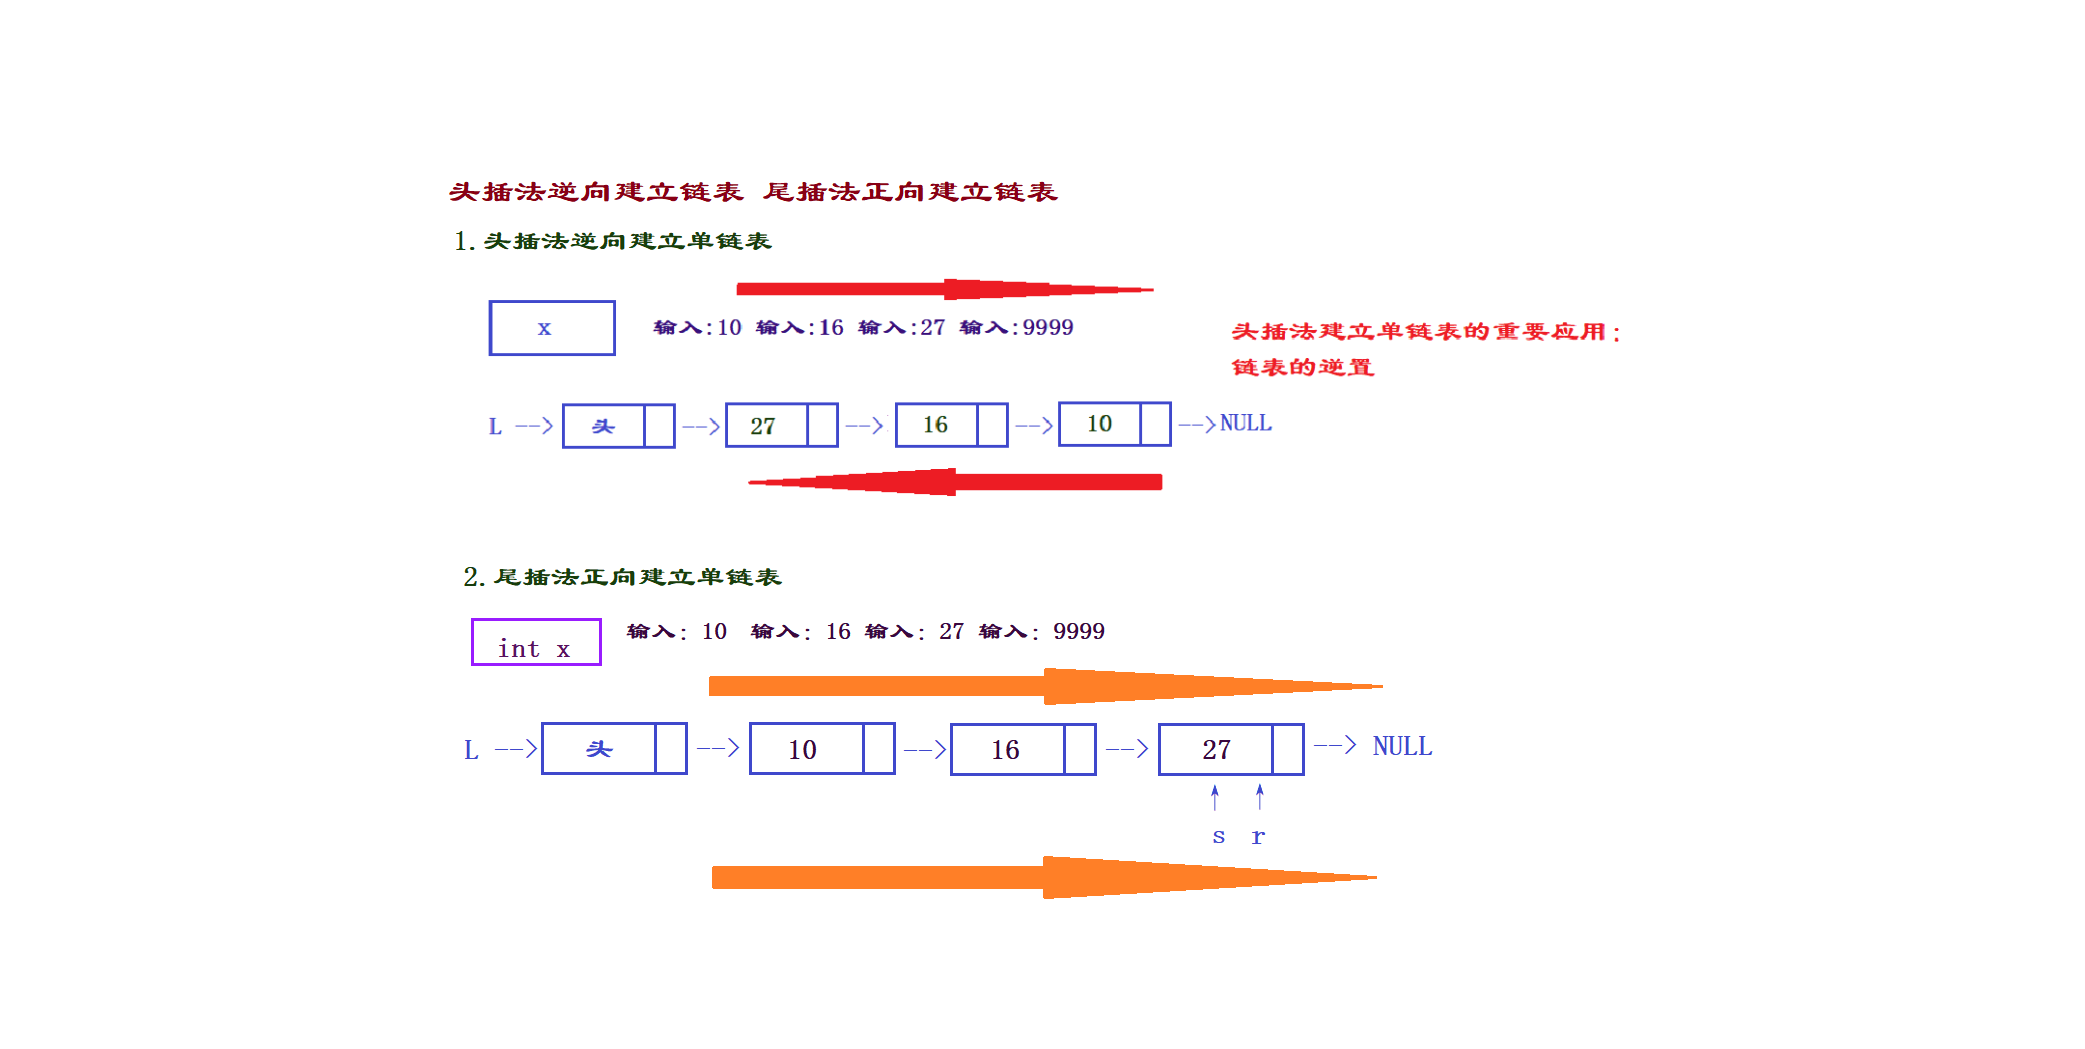 头插法逆向建立链表 尾插法正向建立链表
1.头插法逆向建立单链表
x 输入:10 输入:16 输入:27 输入:9999
头插法建立单链表的重要应用:
链表的逆置
L -->头-->27-->16-->10-->NULL
2.尾插法正向建立单链表
int x 输入: 10 输入: 16 输入: 27 输入: 9999
L -->头-->10-->16-->27--> NULL
s r